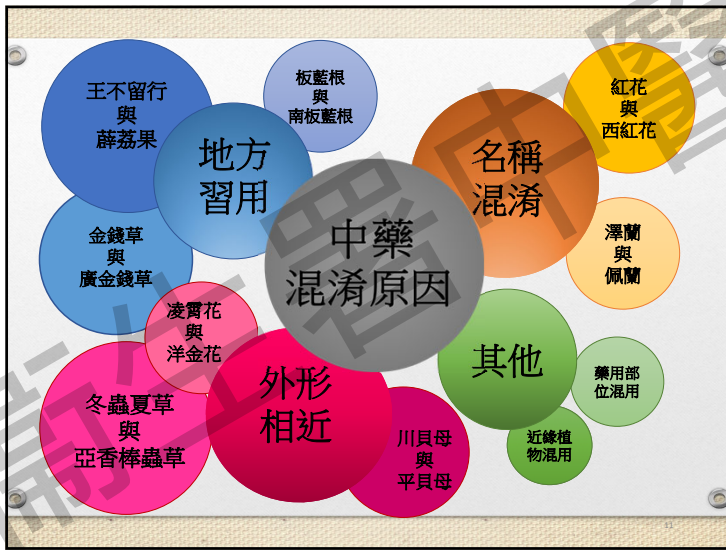 王不留行
與
薜荔果
板藍根
與
南板藍根
地方
習用
金錢草
與
廣金錢草
中藥
混淆原因
名稱
混淆
紅花
與
西紅花
澤蘭
與
佩蘭
凌霄花
與
洋金花
外形
相近
冬蟲夏草
與
亞香棒蟲草
川貝母
與
平貝母
其他
藥用部
位混用
近緣植
物混用
11